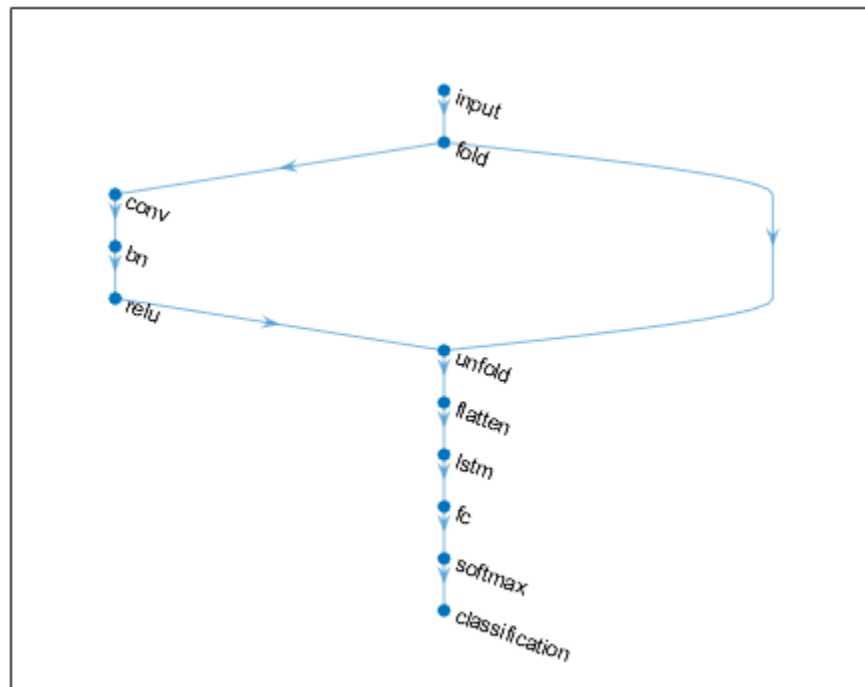 input
fold
conv
bn
relu
unfold
flatten
lstm
fc
softmax
classification